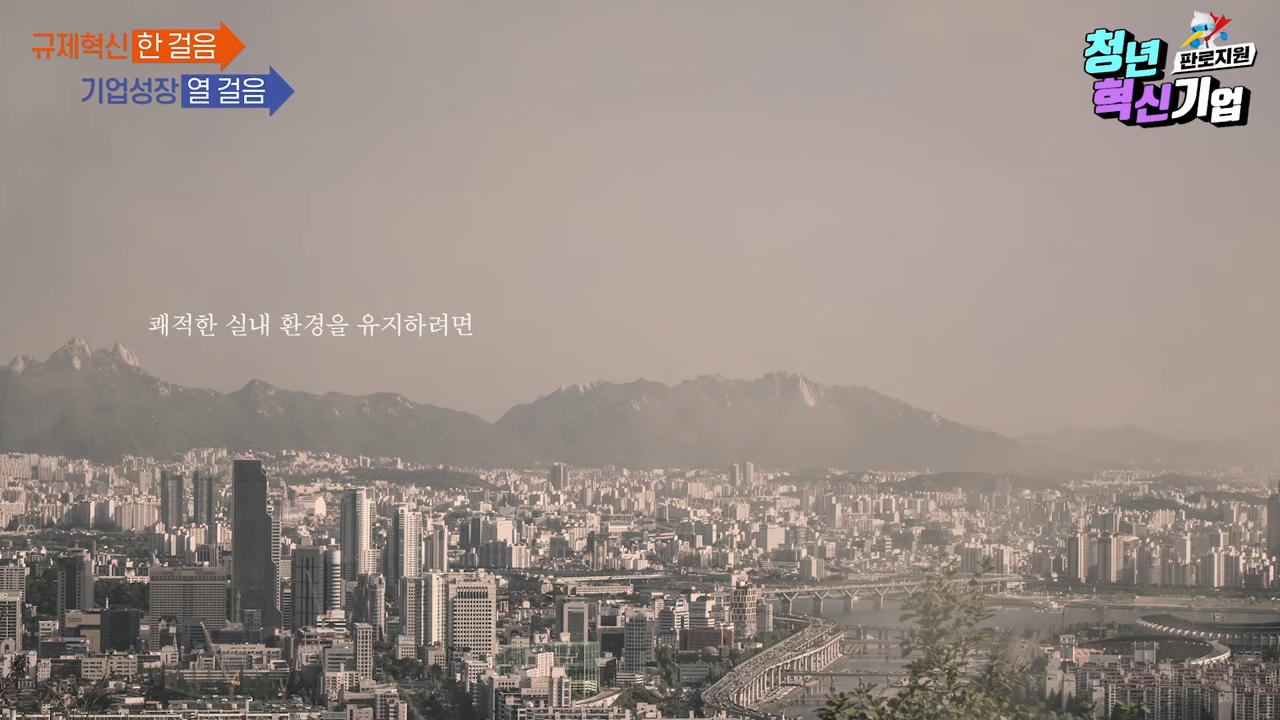 규제혁신 한 걸음
기업성장 열 걸음
청년 판로지원
혁신기업
쾌적한 실내 환경을 유지하려면